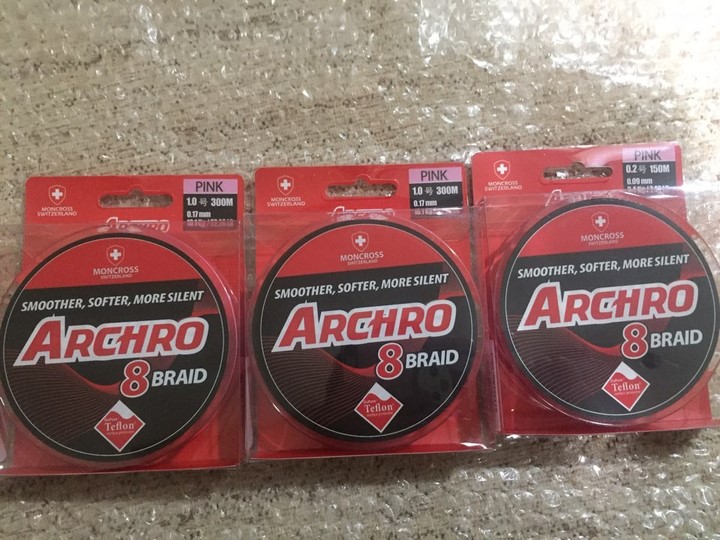 MONCROSS
SWITZERLAND
PINK
1.0 号 300M
0.17 mm
ARCHRO
MONCROSS
SWITZERLAND
SMOOTHER, SOFTER, MORE SILENT
ARCHRO
8 BRAID
Teflon
MONCROSS
SWITZERLAND
PINK
1.0 号 300M
0.17 mm
MONCROSS
SWITZERLAND
SMOOTHER, SOFTER, MORE SILENT
ARCHRO
8 BRAID
Teflon
MONCROSS
SWITZERLAND
PINK
0.2 号 150M
0.09 mm
MONCROSS
SWITZERLAND
SMOOTHER, SOFTER, MORE SILENT
ARCHRO
8 BRAID
Teflon